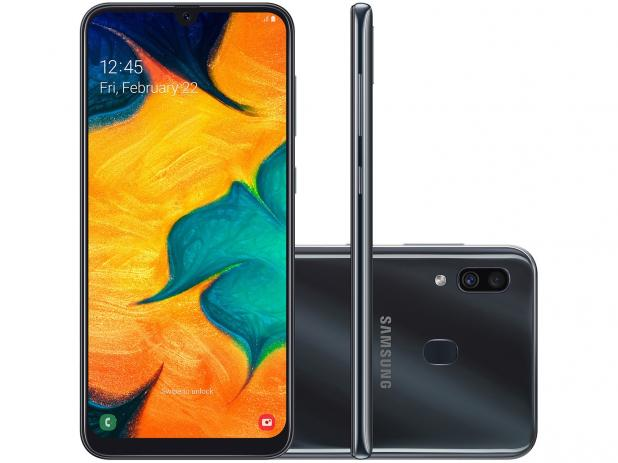 12:45
Fri, February 22
Swipe to unlock
SAMSUNG